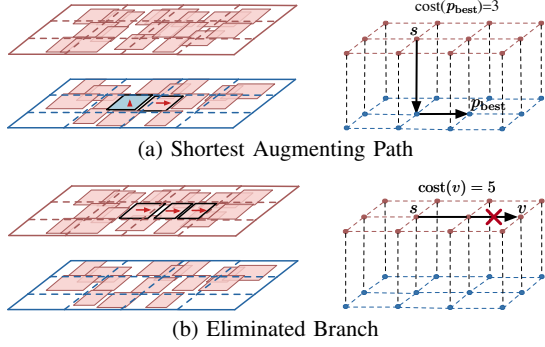 cost(p_best)=3
s
p_best
(a) Shortest Augmenting Path
cost(v) = 5
s
v
(b) Eliminated Branch